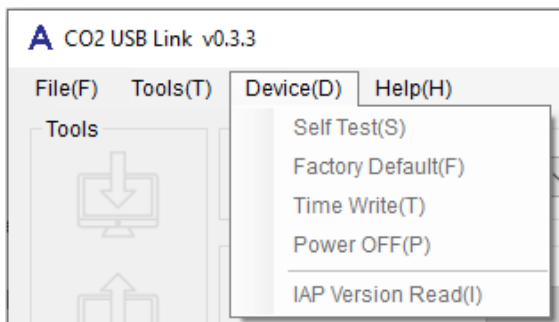 CO2 USB Link v0.3.3
File(F) Tools(T) Device(D) Help(H)
Tools
Self Test(S)
Factory Default(F)
Time Write(T)
Power OFF(P)
IAP Version Read(I)